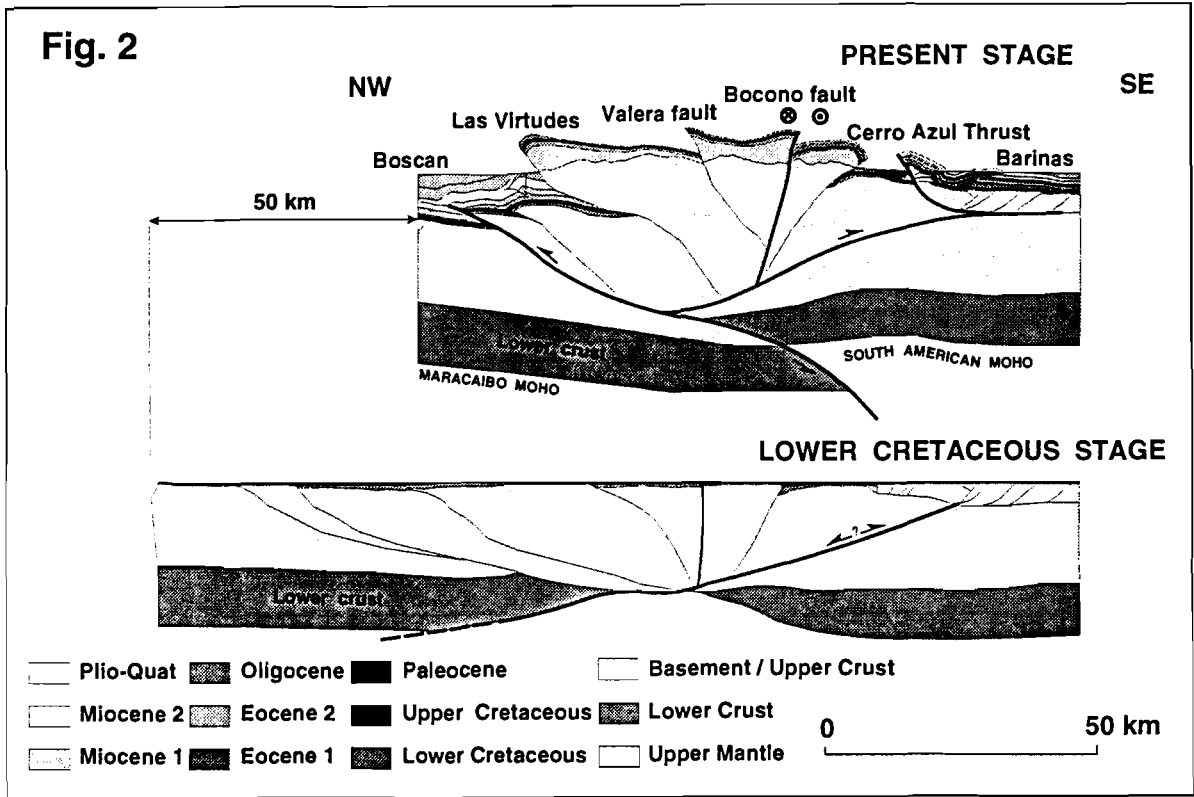 Fig. 2
PRESENT STAGE
NW
SE
Bocono fault
Valera fault
Las Virtudes
Cerro Azul Thrust
Boscan
Barinas
50 km
Lower crust
SOUTH AMERICAN MOHO
MARACAIBO MOHO
LOWER CRETACEOUS STAGE
?
Lower crust
Plio-Quat Oligocene Paleocene Basement / Upper Crust
Miocene 2 Eocene 2 Upper Cretaceous Lower Crust
Miocene 1 Eocene 1 Lower Cretaceous Upper Mantle
0 50 km